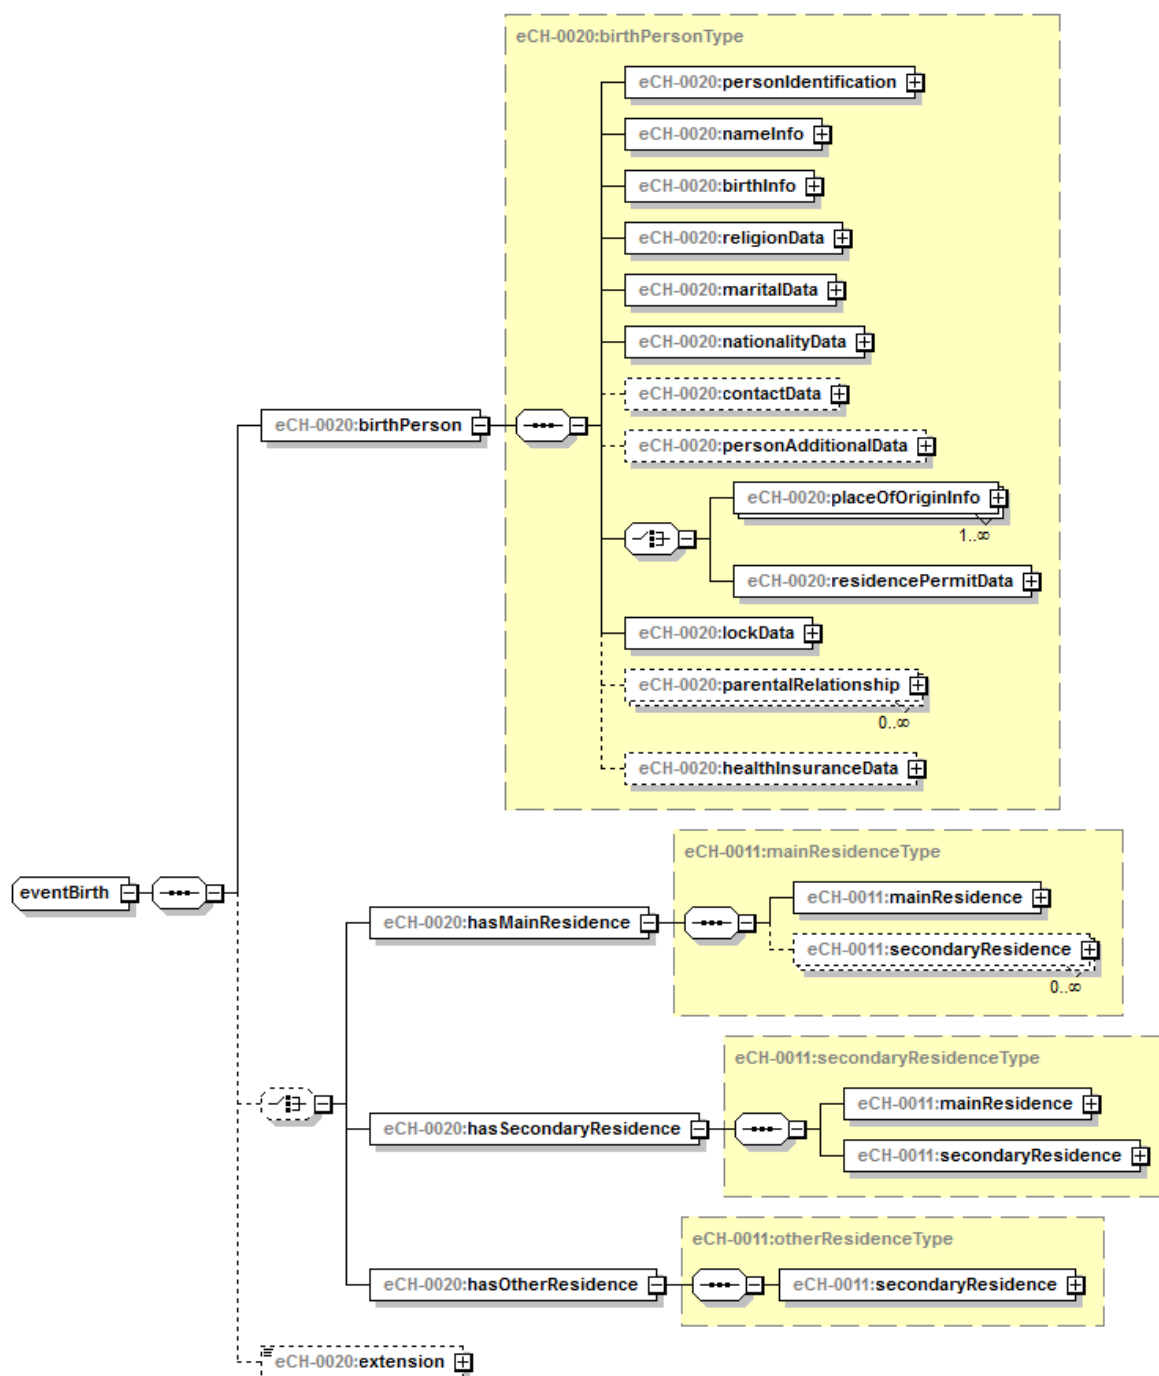 eCH-0020:birthPersonType
eCH-0020:personIdentification
eCH-0020:nameInfo
eCH-0020:birthInfo
eCH-0020:religionData
eCH-0020:maritalData
eCH-0020:nationalityData
eCH-0020:contactData
eCH-0020:birthPerson
eCH-0020:personAdditionalData
eCH-0020:placeOfOriginInfo
1..∞
eCH-0020:residencePermitData
eCH-0020:lockData
eCH-0020:parentalRelationship
0..∞
eCH-0020:healthInsuranceData
eCH-0011:mainResidenceType
eventBirth
eCH-0011:mainResidence
eCH-0020:hasMainResidence
eCH-0011:secondaryResidence
0..∞
eCH-0011:secondaryResidenceType
eCH-0011:mainResidence
eCH-0020:hasSecondaryResidence
eCH-0011:secondaryResidence
eCH-0011:otherResidenceType
eCH-0020:hasOtherResidence
eCH-0011:secondaryResidence
eCH-0020:extension